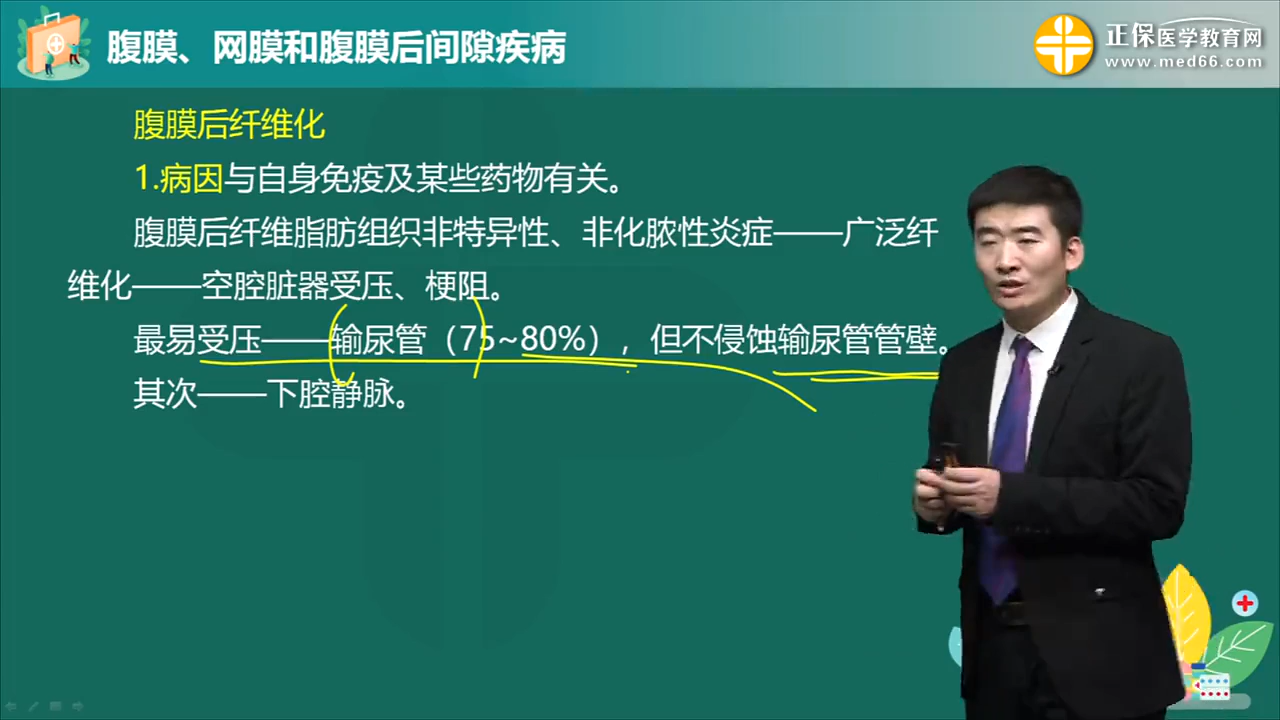 腹膜、网膜和腹膜后间隙疾病
正保医学教育网
www.med66.com
腹膜后纤维化
1.病因与自身免疫及某些药物有关。
腹膜后纤维脂肪组织非特异性、非化脓性炎症——广泛纤
维化——空腔脏器受压、梗阻。
最易受压——输尿管（75~80%），但不侵蚀输尿管管壁。
其次——下腔静脉。